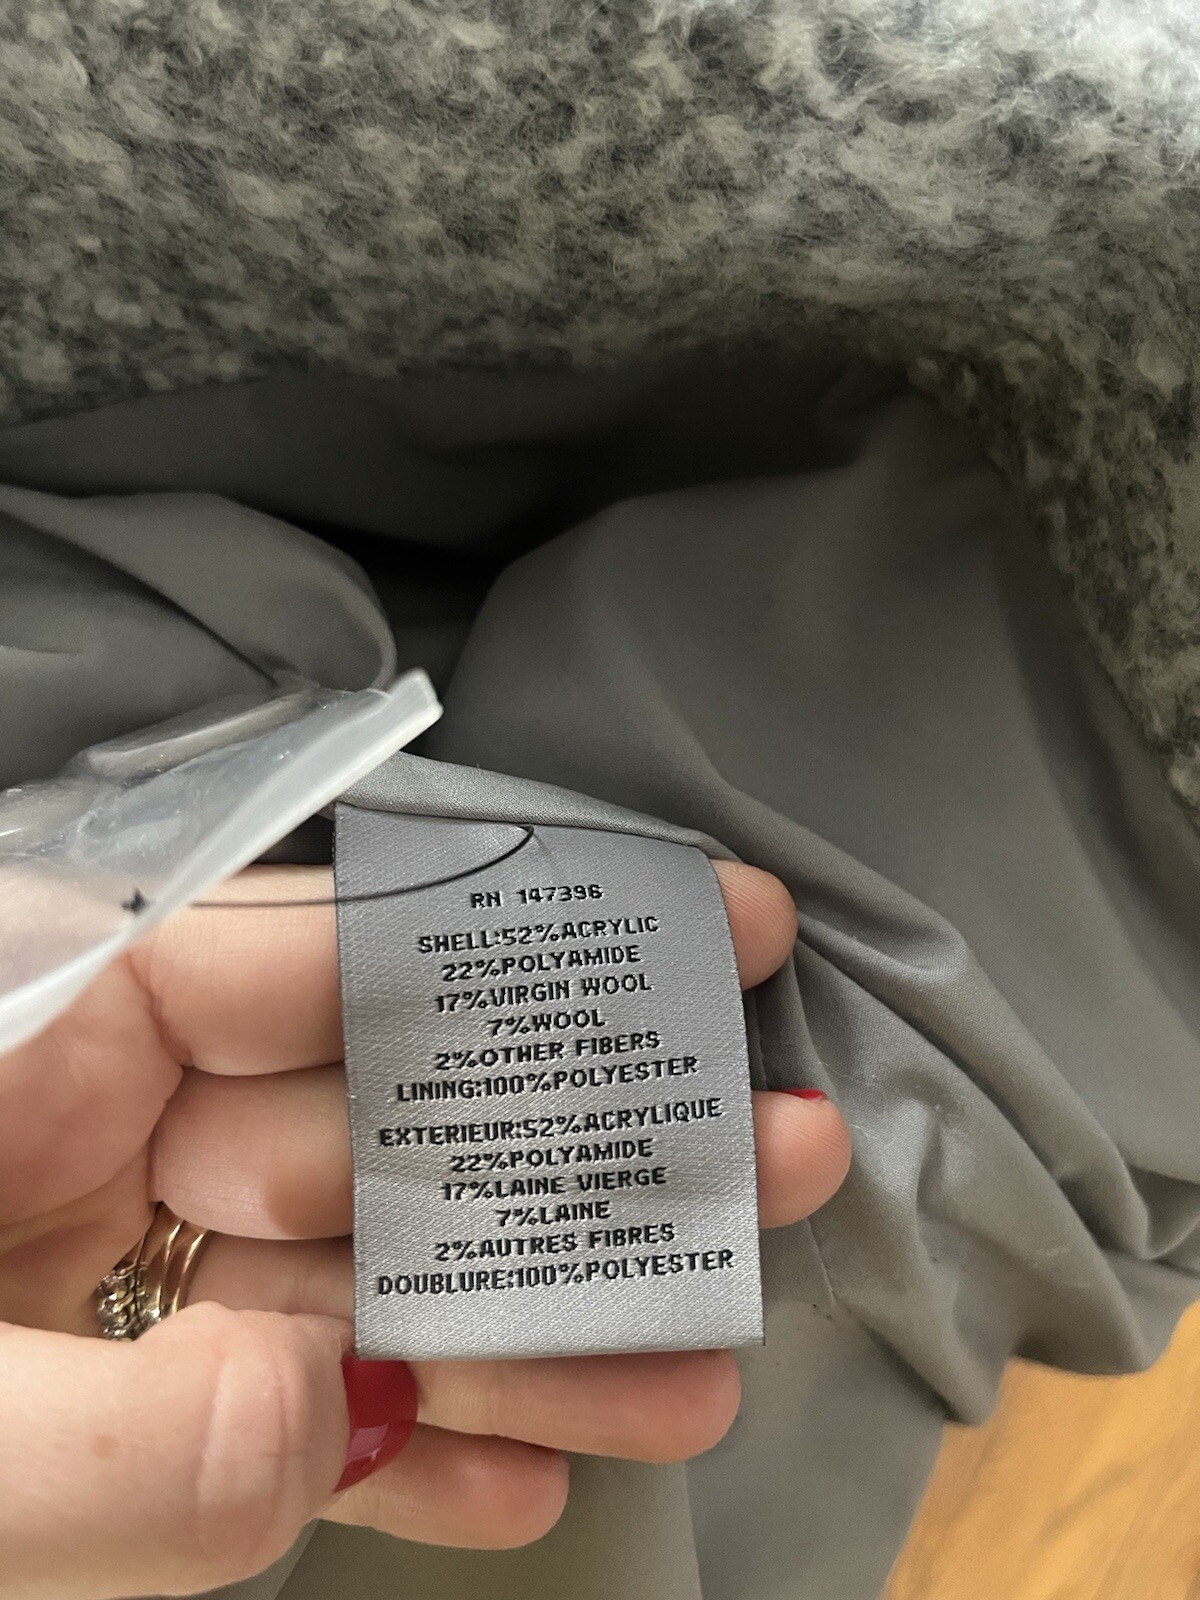 RN 147396
SHELL:52%ACRYLIC
22%POLYAMIDE
17%VIRGIN WOOL
7%WOOL
2%OTHER FIBERS
LINING:100%POLYESTER
EXTERIEUR:52%ACRYLIQUE
22%POLYAMIDE
17%LAINE VIERGE
7%LAINE
2%AUTRES FIBRES
DOUBLURE:100%POLYESTER